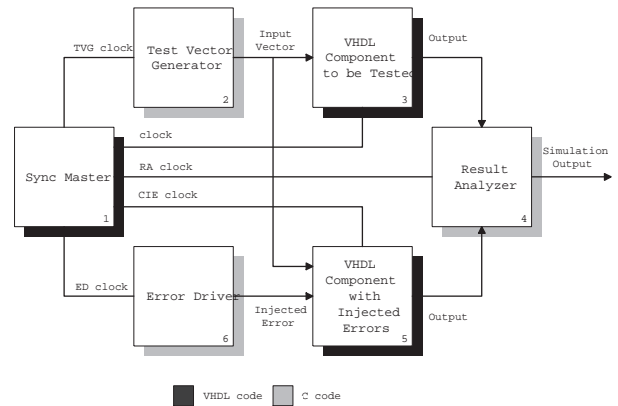 TVG clock
Test Vector
Generator
2
Input
Vector
VHDL
Component
to be Tested
3
Output
clock
RA clock
CIE clock
Sync Master
1
Result
Analyzer
4
Simulation
Output
ED clock
Error Driver
6
Injected
Error
VHDL
Component
with
Injected
Errors
5
Output
VHDL code
C code